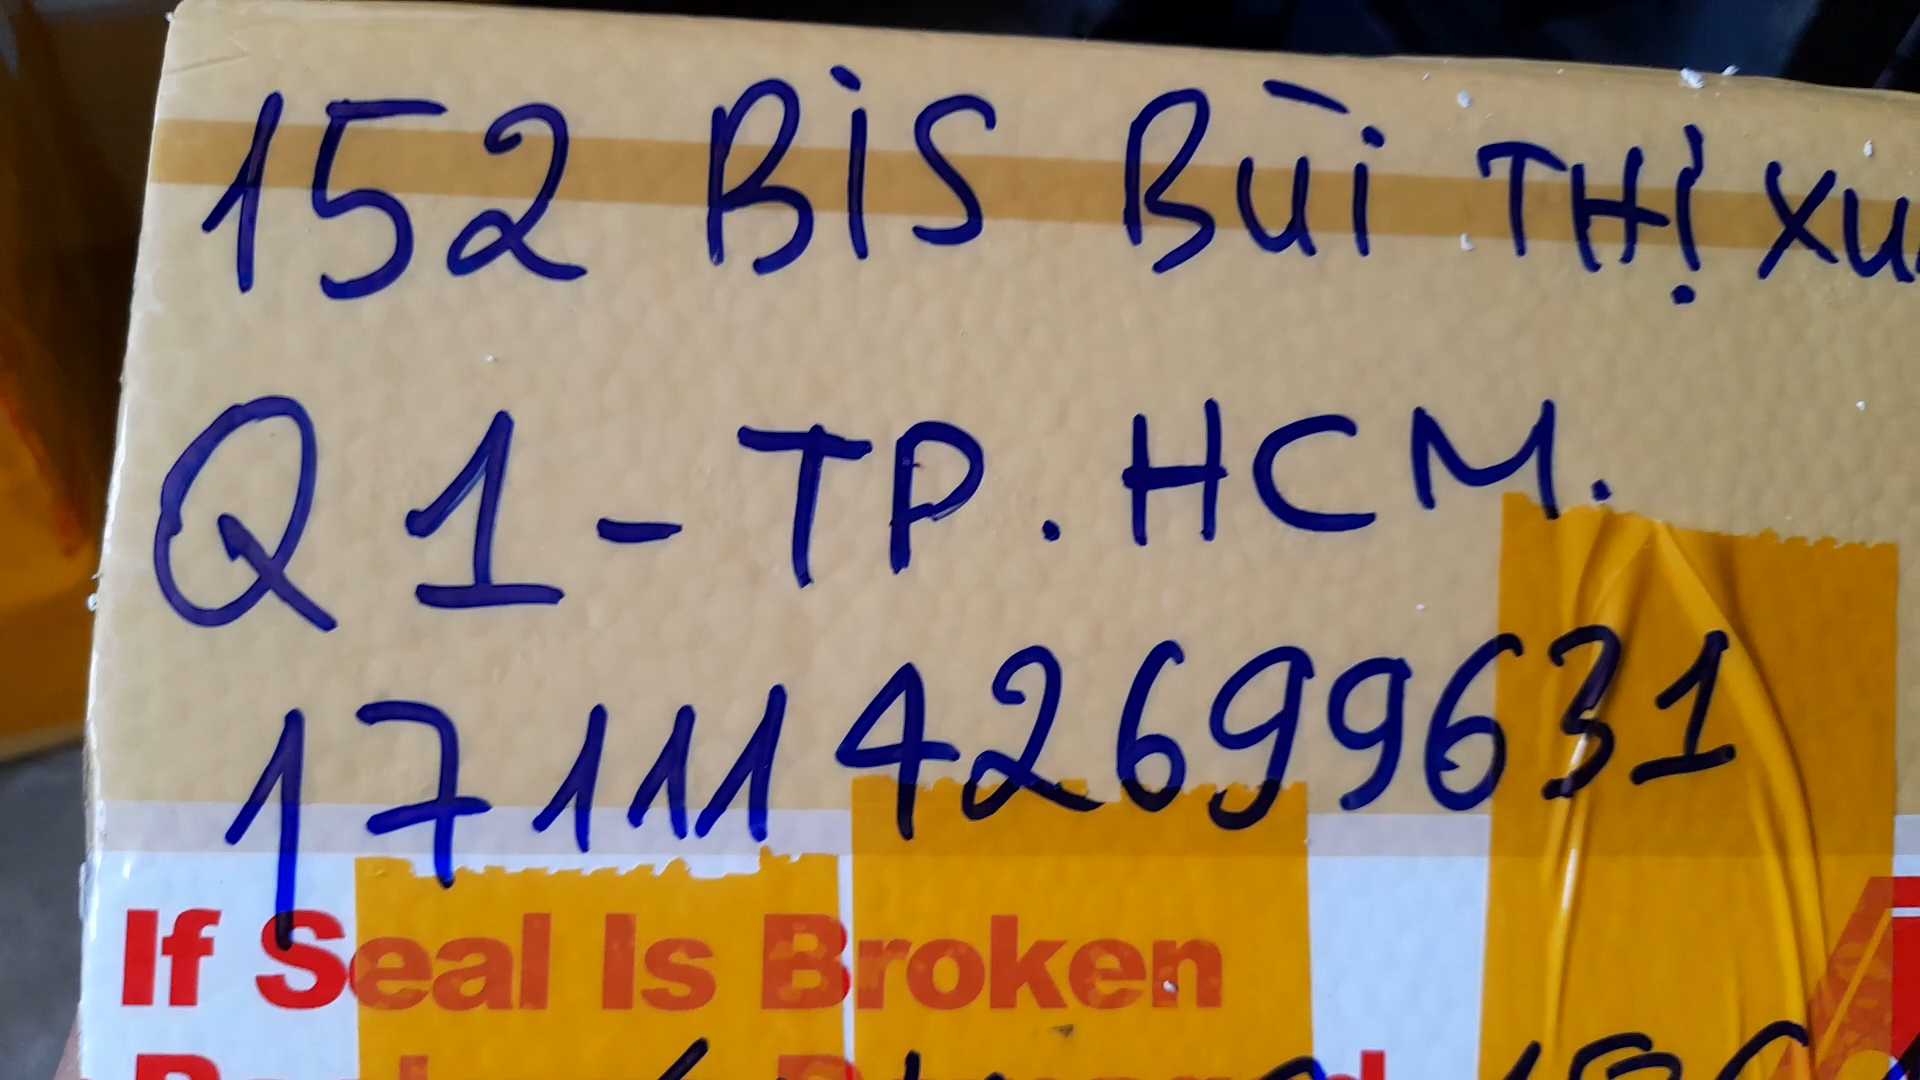 152 BiS Bùi THỊ XU
Q1 - TP. HCM.
1711142699631
If Seal Is Broken